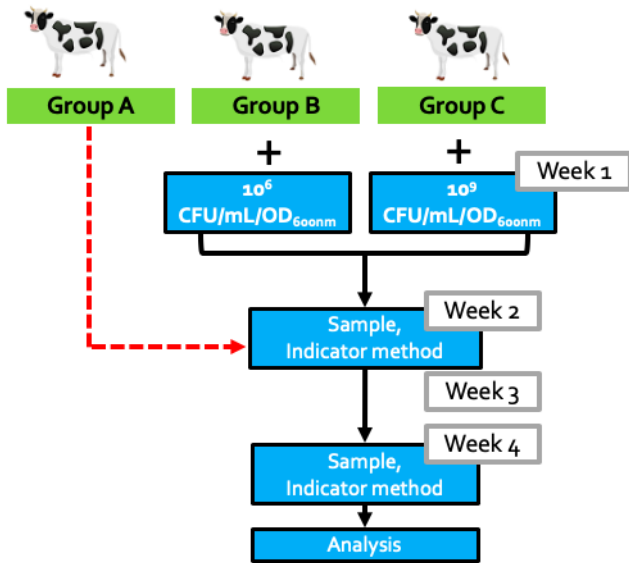 Group A
Group B
Group C
+
+
Week 1
10⁶
CFU/mL/OD₆₀₀ₙₘ
10⁹
CFU/mL/OD₆₀₀ₙₘ
Week 2
Sample,
Indicator method
Week 3
Week 4
Sample,
Indicator method
Analysis